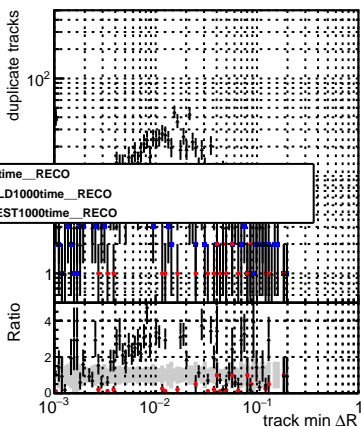 duplicate tracks
10²
time__RECO
LD1000time__RECO
EST1000time__RECO
1
Ratio
4
2
0
10⁻³
10⁻²
10⁻¹
1
track min ΔR